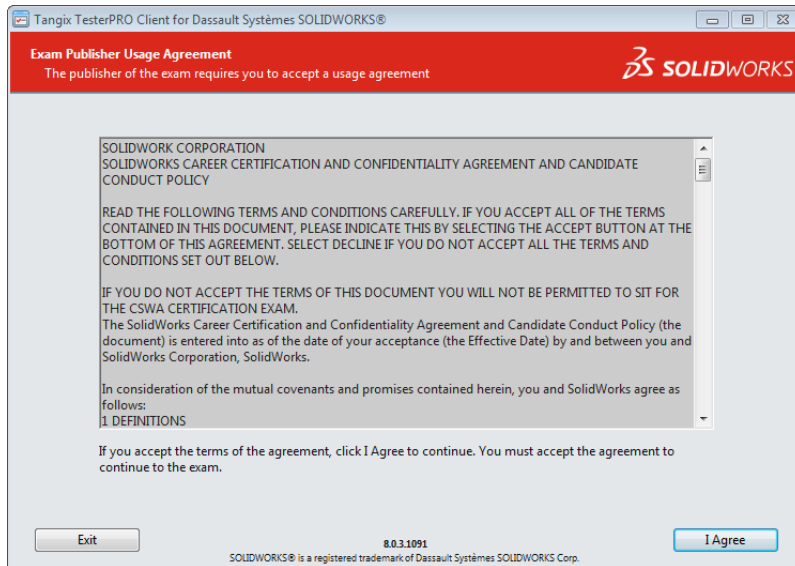 Tangix TesterPRO Client for Dassault Systèmes SOLIDWORKS®
Exam Publisher Usage Agreement
The publisher of the exam requires you to accept a usage agreement
SOLIDWORKS
SOLIDWORK CORPORATION
SOLIDWORKS CAREER CERTIFICATION AND CONFIDENTIALITY AGREEMENT AND CANDIDATE
CONDUCT POLICY
READ THE FOLLOWING TERMS AND CONDITIONS CAREFULLY. IF YOU ACCEPT ALL OF THE TERMS
CONTAINED IN THIS DOCUMENT, PLEASE INDICATE THIS BY SELECTING THE ACCEPT BUTTON AT THE
BOTTOM OF THIS AGREEMENT. SELECT DECLINE IF YOU DO NOT ACCEPT ALL THE TERMS AND
CONDITIONS SET OUT BELOW.
IF YOU DO NOT ACCEPT THE TERMS OF THIS DOCUMENT YOU WILL NOT BE PERMITTED TO SIT FOR
THE CSWA CERTIFICATION EXAM.
The SolidWorks Career Certification and Confidentiality Agreement and Candidate Conduct Policy (the
document) is entered into as of the date of your acceptance (the Effective Date) by and between you and
SolidWorks Corporation, SolidWorks.
In consideration of the mutual covenants and promises contained herein, you and SolidWorks agree as
follows:
1 DEFINITIONS
If you accept the terms of the agreement, click I Agree to continue. You must accept the agreement to
continue to the exam.
Exit
8.0.3.1091
I Agree
SOLIDWORKS® is a registered trademark of Dassault Systèmes SOLIDWORKS Corp.